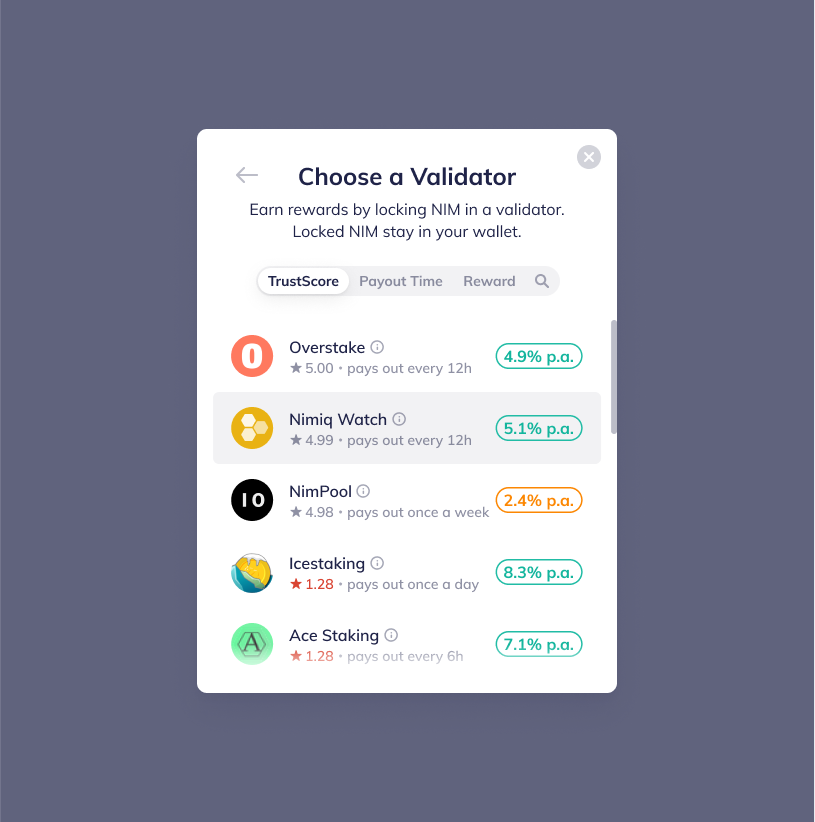 Choose a Validator
Earn rewards by locking NIM in a validator.
Locked NIM stay in your wallet.
TrustScore Payout Time Reward
Overstake
★ 5.00 · pays out every 12h
4.9% p.a.
Nimiq Watch
★ 4.99 · pays out every 12h
5.1% p.a.
10
NimPool
★ 4.98 · pays out once a week
2.4% p.a.
Icestaking
★ 1.28 · pays out once a day
8.3% p.a.
A
Ace Staking
★ 1.28 · pays out every 6h
7.1% p.a.